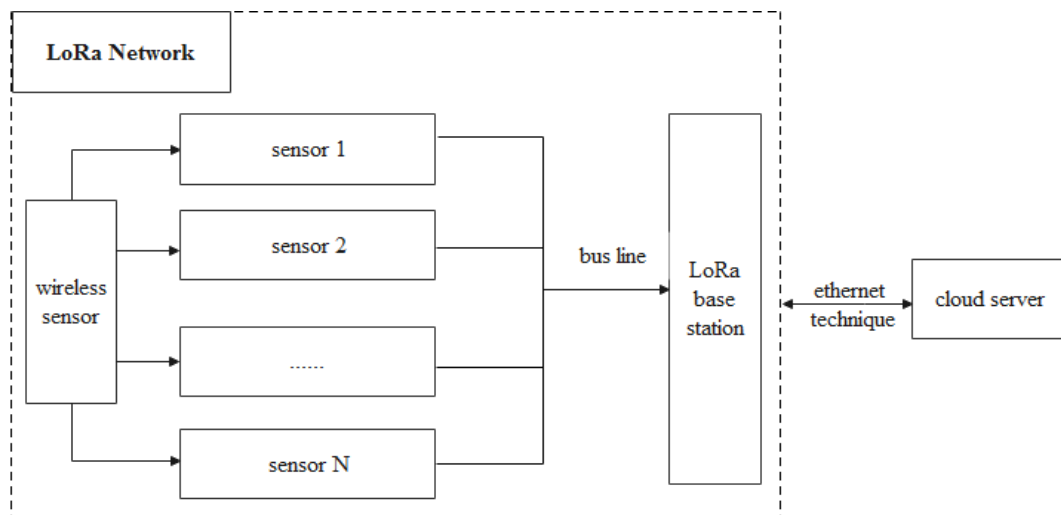 LoRa Network
sensor 1
sensor 2
wireless
sensor
......
sensor N
bus line
LoRa
base
station
ethernet
technique
cloud server